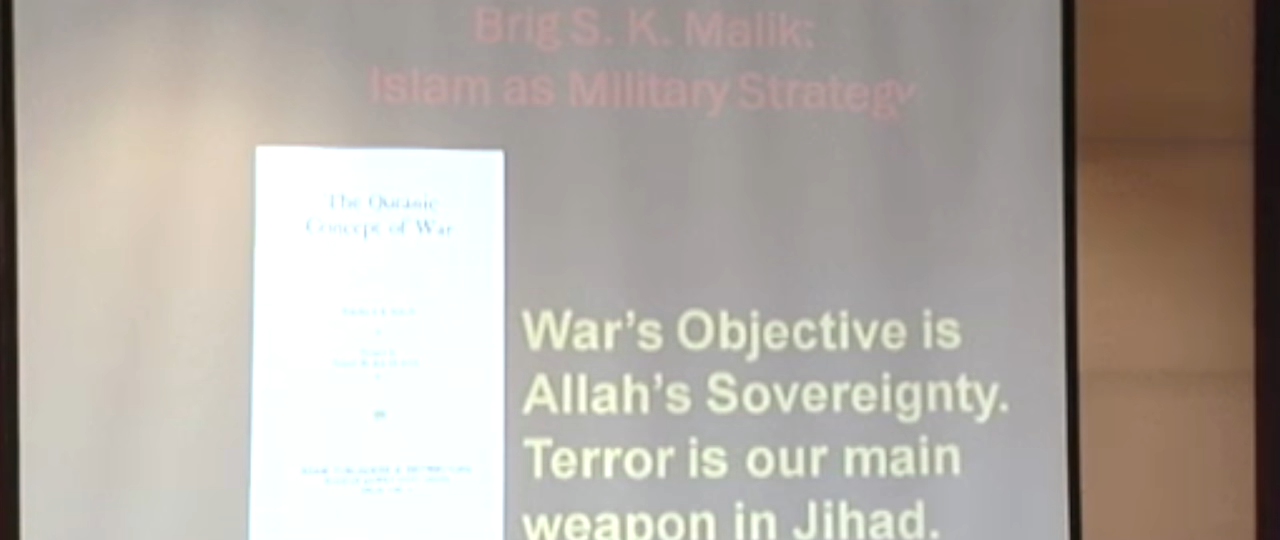 Brig S. K. Malik:
Islam as Military Strategy
The Quranic
Concept of War
War's Objective is
Allah's Sovereignty.
Terror is our main
weapon in Jihad.